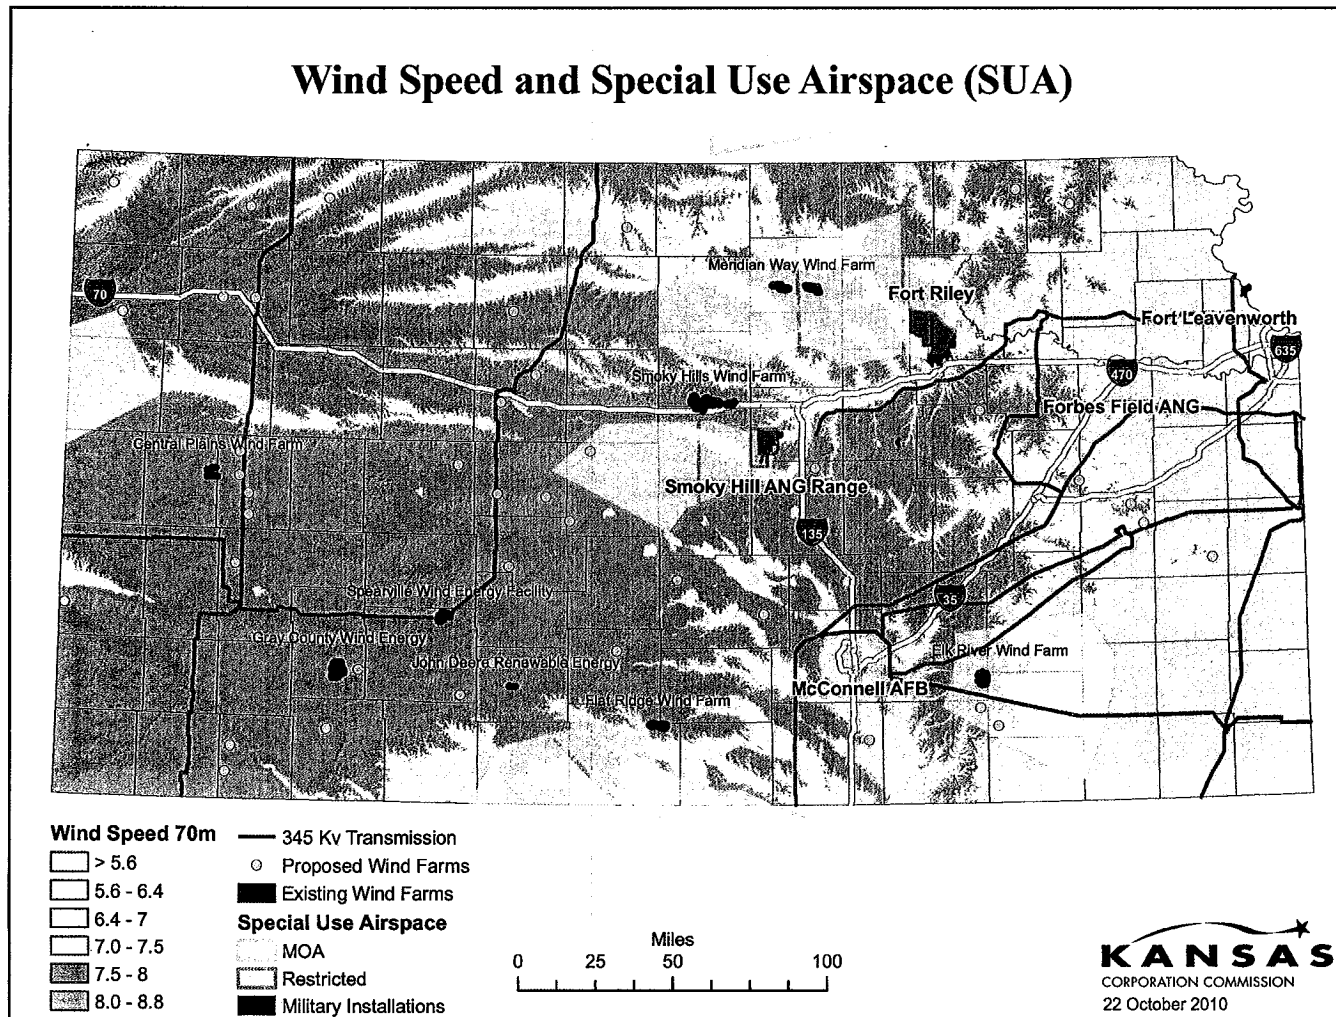 Wind Speed and Special Use Airspace (SUA)
Meridian Way Wind Farm
70
Fort Riley
Fort Leavenworth
635
470
Smoky Hills Wind Farm
Forbes Field ANG
Central Plains Wind Farm
Smoky Hill ANG Range
135
Spearville Wind Energy Facility
35
Gray County Wind Energy
John Deere Renewable Energy
Elk River Wind Farm
McConnell AFB
Flat Ridge Wind Farm
Wind Speed 70m
> 5.6
5.6 - 6.4
6.4 - 7
7.0 - 7.5
7.5 - 8
8.0 - 8.8
345 Kv Transmission
Proposed Wind Farms
Existing Wind Farms
Special Use Airspace
MOA
Restricted
Military Installations
Miles
0 25 50 100
KANSAS
CORPORATION COMMISSION
22 October 2010